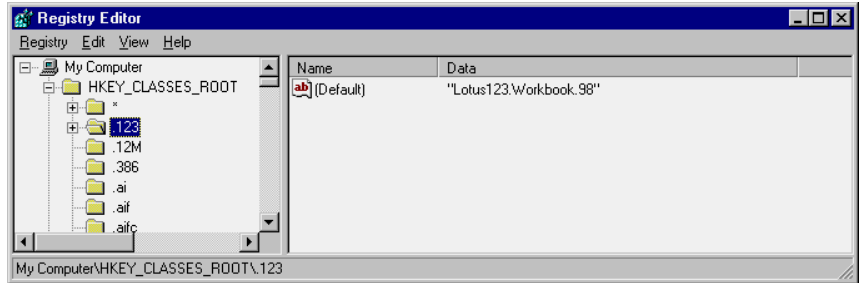 Registry Editor
Registry Edit View Help
My Computer
HKEY_CLASSES_ROOT
*
.123
.12M
.386
.ai
.aif
.aifc
Name Data
ab (Default) "Lotus123.Workbook.98"
My Computer\HKEY_CLASSES_ROOT\.123